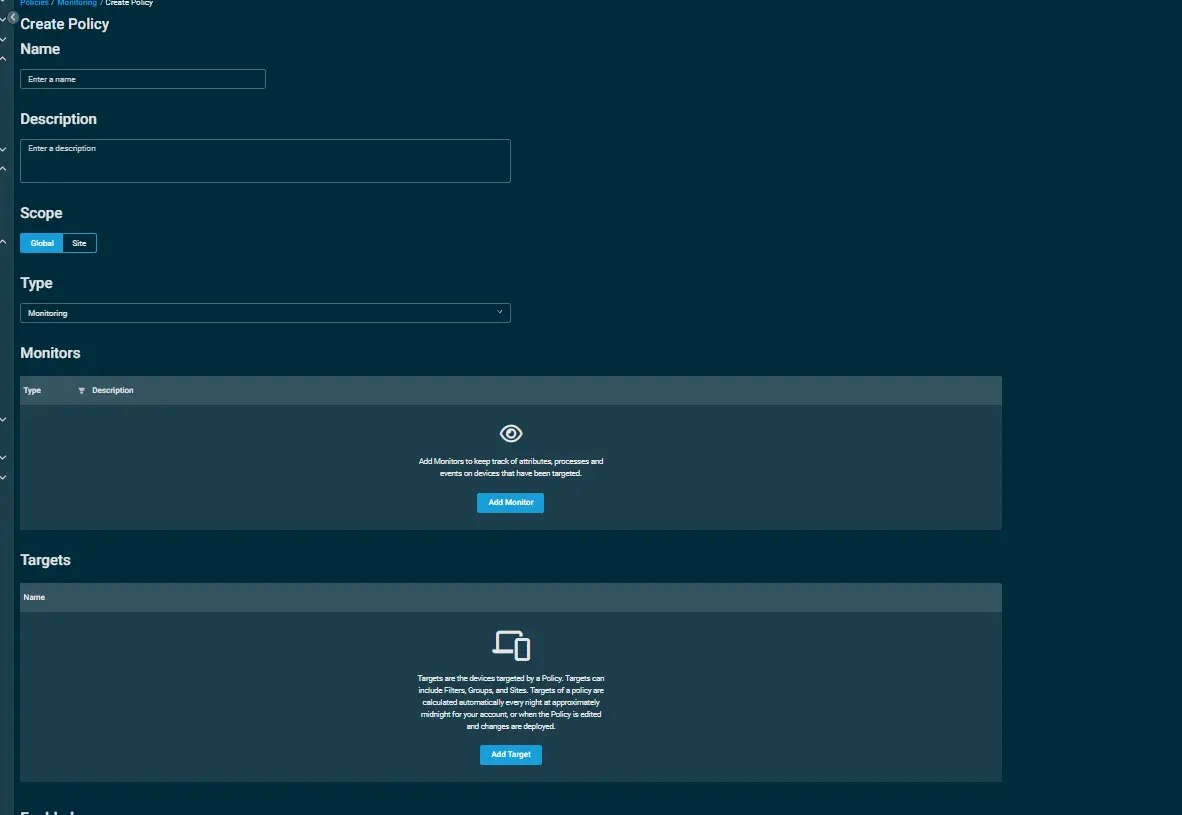 Policies / Monitoring / Create Policy
Create Policy
Name
Enter a name
Description
Enter a description
Scope
Global Site
Type
Monitoring
Monitors
Type Description
Add Monitors to keep track of attributes, processes and
events on devices that have been targeted.
Add Monitor
Targets
Name
Targets are the devices targeted by a Policy. Targets can
include Filters, Groups, and Sites. Targets of a policy are
calculated automatically every night at approximately
midnight for your account, or when the Policy is edited
and changes are deployed.
Add Target